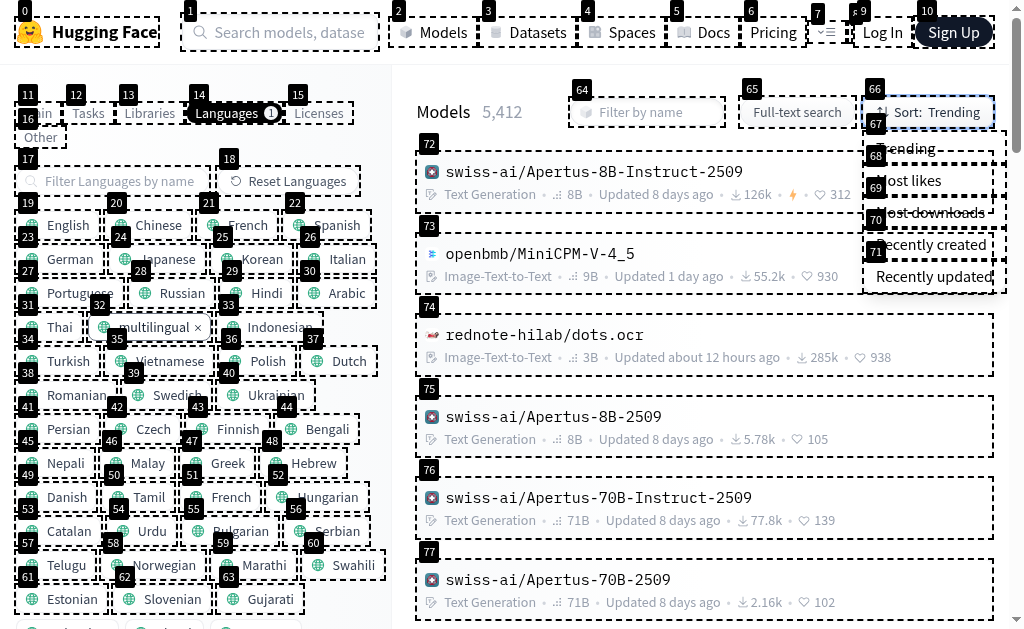 0 1 2 3 4 5 6 7 9 10
Hugging Face
Search models, datase
Models
Datasets
Spaces
Docs
Pricing
Log In
Sign Up
11 12 13 14 15
Tasks
Libraries
Languages 1
Licenses
16
Other
17 18
Filter Languages by name
Reset Languages
19 20 21 22
English
Chinese
French
Spanish
23 24 25 26
German
Japanese
Korean
Italian
27 28 29 30
Portuguese
Russian
Hindi
Arabic
31 32 33
Thai
multilingual ×
Indonesian
34 35 36 37
Turkish
Vietnamese
Polish
Dutch
38 39 40
Romanian
Swedish
Ukrainian
41 42 43 44
Persian
Czech
Finnish
Bengali
45 46 47 48
Nepali
Malay
Greek
Hebrew
49 50 51 52
Danish
Tamil
French
Hungarian
53 54 55 56
Catalan
Urdu
Bulgarian
Serbian
57 58 59 60
Telugu
Norwegian
Marathi
Swahili
61 62 63
Estonian
Slovenian
Gujarati
64 65 66
Models 5,412
Filter by name
Full-text search
Sort: Trending
67
Trending
68
Most likes
69
Most downloads
70
Recently created
71
Recently updated
72
swiss-ai/Apertus-8B-Instruct-2509
Text Generation • 8B • Updated 8 days ago • 126k • 312
73
openbmb/MiniCPM-V-4_5
Image-Text-to-Text • 9B • Updated 1 day ago • 55.2k • 930
74
rednote-hilab/dots.ocr
Image-Text-to-Text • 3B • Updated about 12 hours ago • 285k • 938
75
swiss-ai/Apertus-8B-2509
Text Generation • 8B • Updated 8 days ago • 5.78k • 105
76
swiss-ai/Apertus-70B-Instruct-2509
Text Generation • 71B • Updated 8 days ago • 77.8k • 139
77
swiss-ai/Apertus-70B-2509
Text Generation • 71B • Updated 8 days ago • 2.16k • 102